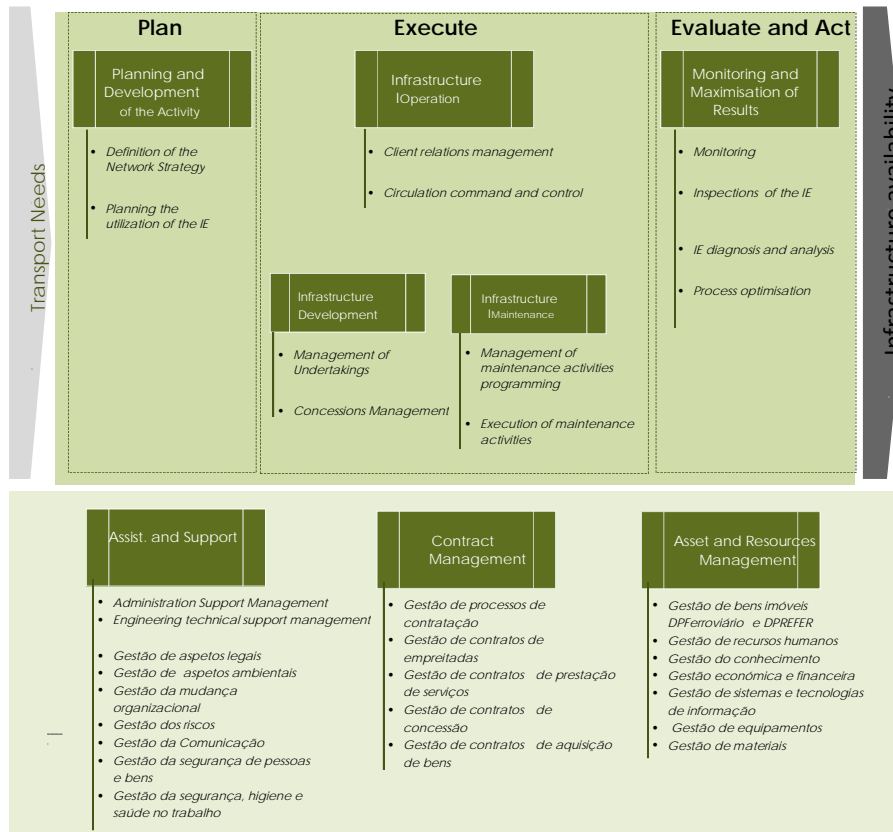 Transport Needs
Plan
Planning and
Development
of the Activity
• Definition of the
Network Strategy
• Planning the
utilization of the IE
Execute
Infrastructure
IOperation
• Client relations management
• Circulation command and control
Infrastructure
Development
• Management of
Undertakings
• Concessions Management
Infrastructure
IMaintenance
• Management of
maintenance activities
programming
• Execution of maintenance
activities
Evaluate and Act
Monitoring and
Maximisation of
Results
• Monitoring
• Inspections of the IE
• IE diagnosis and analysis
• Process optimisation
Infrastructure availability
Assist. and Support
• Administration Support Management
• Engineering technical support management
• Gestão de aspetos legais
• Gestão de aspetos ambientais
• Gestão da mudança
organizacional
• Gestão dos riscos
• Gestão da Comunicação
• Gestão da segurança de pessoas
e bens
• Gestão da segurança, higiene e
saúde no trabalho
Contract
Management
• Gestão de processos de
contratação
• Gestão de contratos de
empreitadas
• Gestão de contratos de prestação
de serviços
• Gestão de contratos de
concessão
• Gestão de contratos de aquisição
de bens
Asset and Resources
Management
• Gestão de bens imóveis
DPFerroviário e DPREFER
• Gestão de recursos humanos
• Gestão do conhecimento
• Gestão económica e financeira
• Gestão de sistemas e tecnologias
de informação
• Gestão de equipamentos
• Gestão de materiais